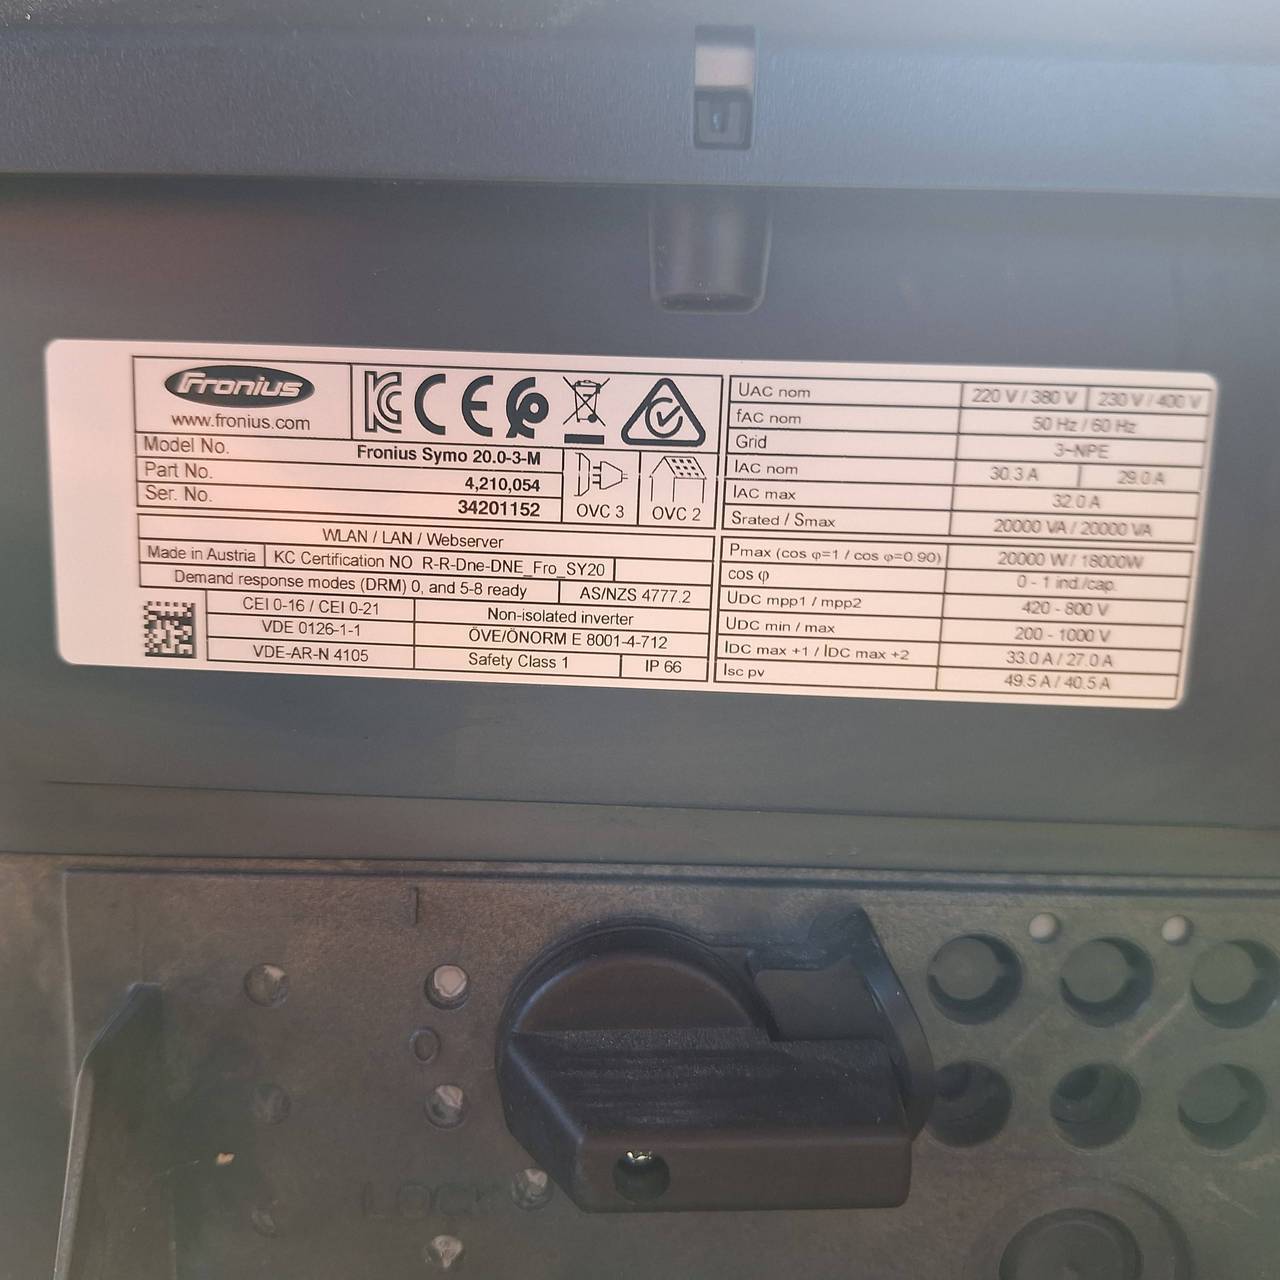 Fronius
www.fronius.com
Model No. Fronius Symo 20.0-3-M
Part No. 4,210,054
Ser. No. 34201152
OVC 3
OVC 2
WLAN / LAN / Webserver
Made in Austria KC Certification NO R-R-Dne-DNE_Fro_SY20
Demand response modes (DRM) 0, and 5-8 ready AS/NZS 4777.2
CEI 0-16 / CEI 0-21 Non-isolated inverter
VDE 0126-1-1 ÖVE/ÖNORM E 8001-4-712
VDE-AR-N 4105 Safety Class 1 IP 66
UAC nom 220 V / 380 V 230 V / 400 V
fAC nom 50 Hz / 60 Hz
Grid 3~NPE
IAC nom 30.3 A 29.0 A
IAC max 32.0 A
Srated / Smax 20000 VA / 20000 VA
Pmax (cos φ=1 / cos φ=0.90) 20000 W / 18000W
cos φ 0 - 1 ind./cap.
UDC mpp1 / mpp2 420 - 800 V
UDC min / max 200 - 1000 V
IDC max +1 / IDC max +2 33.0 A / 27.0 A
Isc pv 49.5 A / 40.5 A
I
O
LOCK